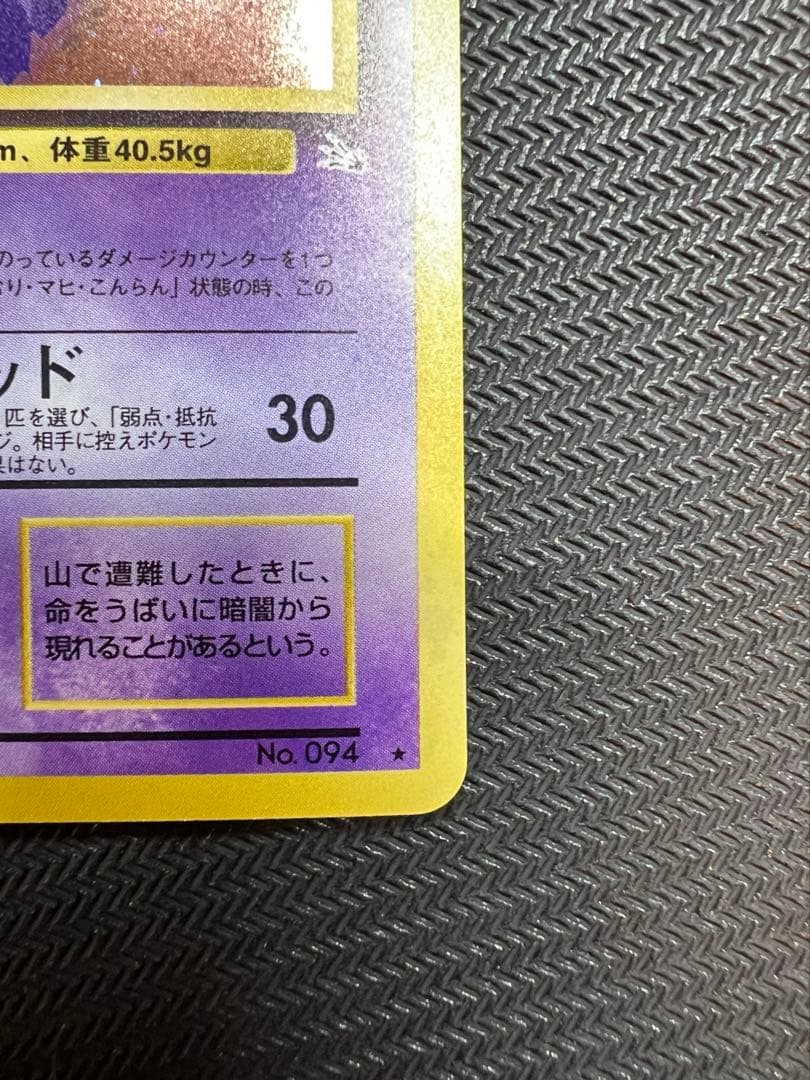 m、体重40.5kg
のっているダメージカウンターを1つ
り・マヒ・こんらん」状態の時、この
ッド
匹を選び、「弱点・抵抗
30
ジ。相手に控えポケモン
果はない。
山で遭難したときに、
命をうばいに暗闇から
現れることがあるという。
No. 094 ★